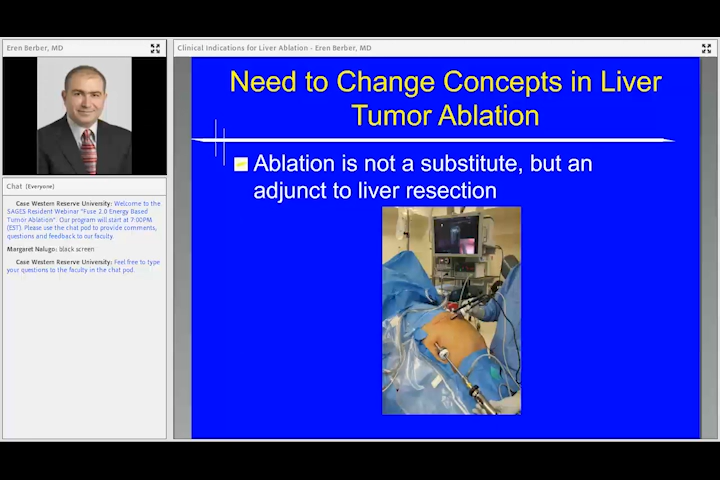 Eren Berber, MD
Clinical Indications for Liver Ablation - Eren Berber, MD
Need to Change Concepts in Liver
Tumor Ablation
Ablation is not a substitute, but an
adjunct to liver resection
Chat (Everyone)
Case Western Reserve University: Welcome to the
SAGES Resident Webinar "Fuse 2.0 Energy Based
Tumor Ablation". Our program will start at 7:00PM
(EST). Please use the chat pod to provide comments,
questions and feedback to our faculty.
Margaret Nalugo: black screen
Case Western Reserve University: Feel free to type
your questions to the faculty in the chat pod.